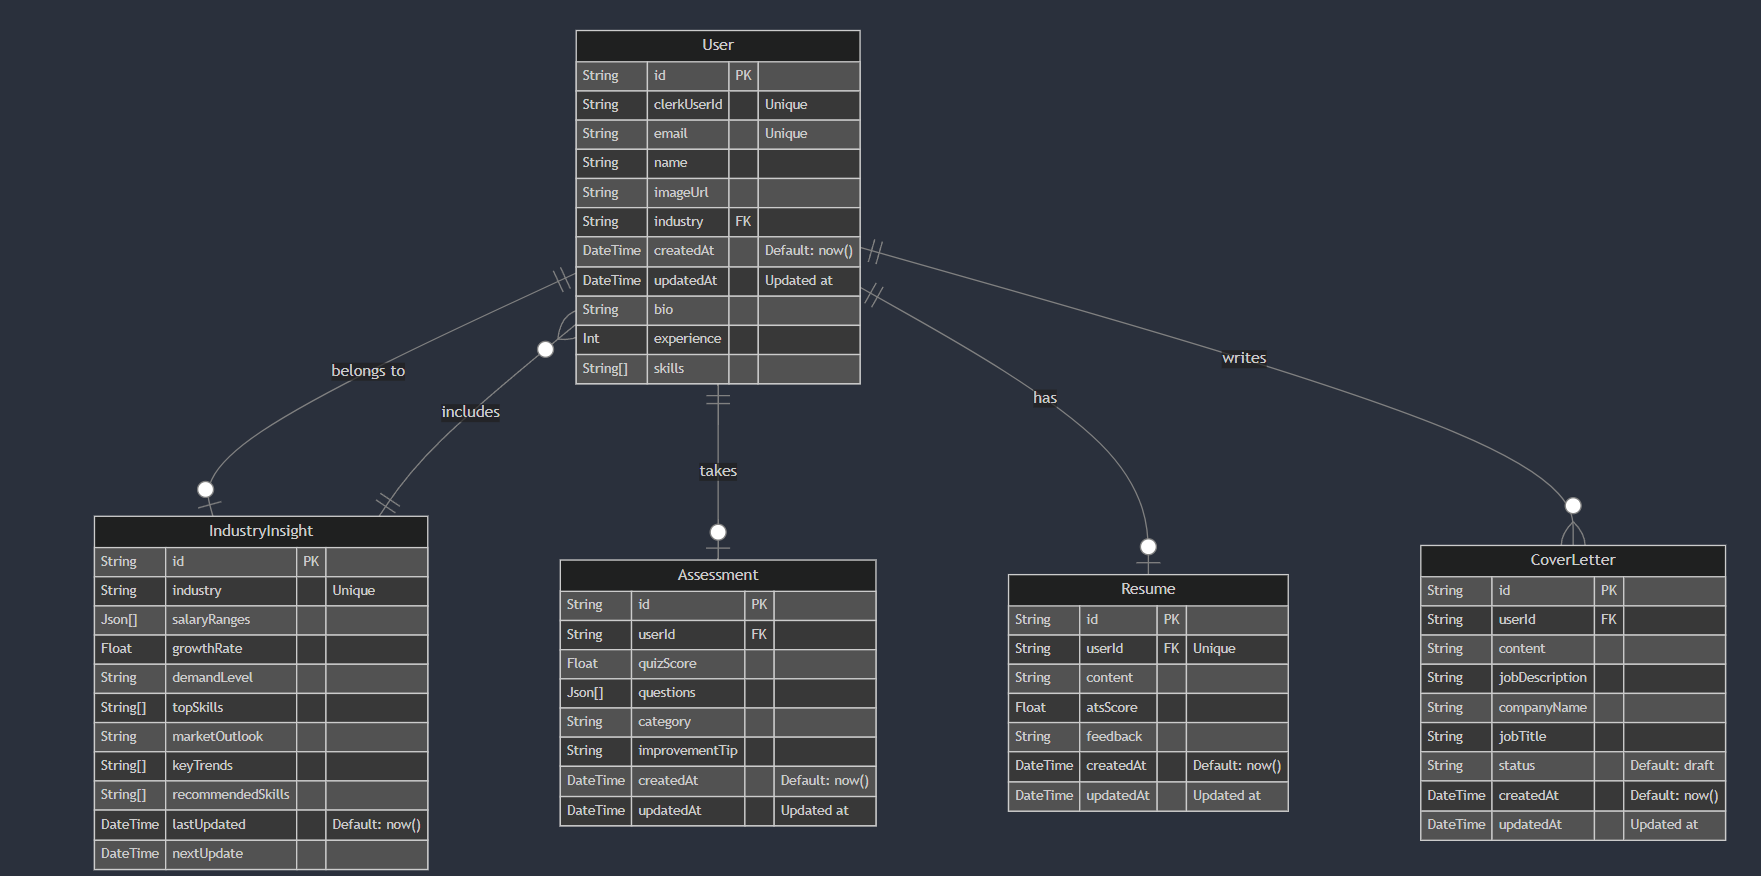 User
String id PK
String clerkUserId Unique
String email Unique
String name
String imageUrl
String industry FK
DateTime createdAt Default: now()
DateTime updatedAt Updated at
String bio
Int experience
String[] skills
belongs to
includes
takes
has
writes
IndustryInsight
String id PK
String industry Unique
Json[] salaryRanges
Float growthRate
String demandLevel
String[] topSkills
String marketOutlook
String[] keyTrends
String[] recommendedSkills
DateTime lastUpdated Default: now()
DateTime nextUpdate
Assessment
String id PK
String userId FK
Float quizScore
Json[] questions
String category
String improvementTip
DateTime createdAt Default: now()
DateTime updatedAt Updated at
Resume
String id PK
String userId FK Unique
String content
Float atsScore
String feedback
DateTime createdAt Default: now()
DateTime updatedAt Updated at
CoverLetter
String id PK
String userId FK
String content
String jobDescription
String companyName
String jobTitle
String status Default: draft
DateTime createdAt Default: now()
DateTime updatedAt Updated at